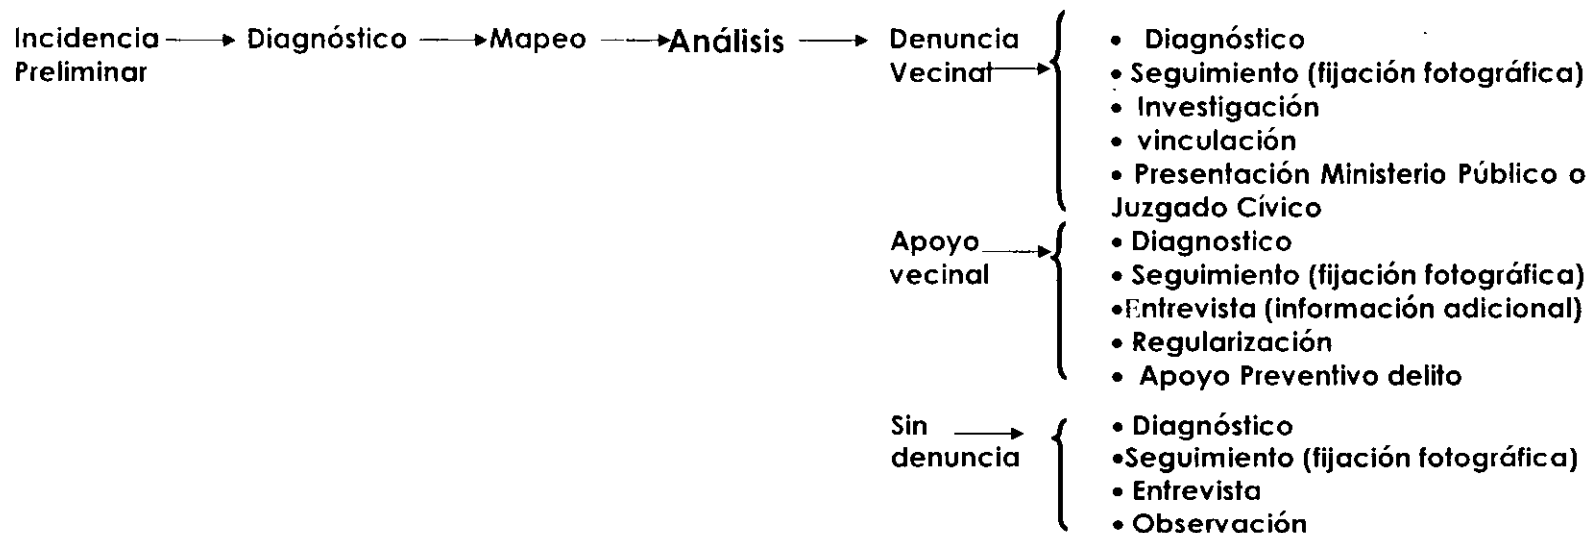 Incidencia → Diagnóstico → Mapeo → Análisis → Denuncia
Preliminar
Vecinal →
• Diagnóstico
• Seguimiento (fijación fotográfica)
• Investigación
• vinculación
• Presentación Ministerio Público o
Juzgado Cívico
Apoyo →
vecinal
• Diagnostico
• Seguimiento (fijación fotográfica)
•Entrevista (información adicional)
• Regularización
• Apoyo Preventivo delito
Sin →
denuncia
• Diagnóstico
•Seguimiento (fijación fotográfica)
• Entrevista
• Observación